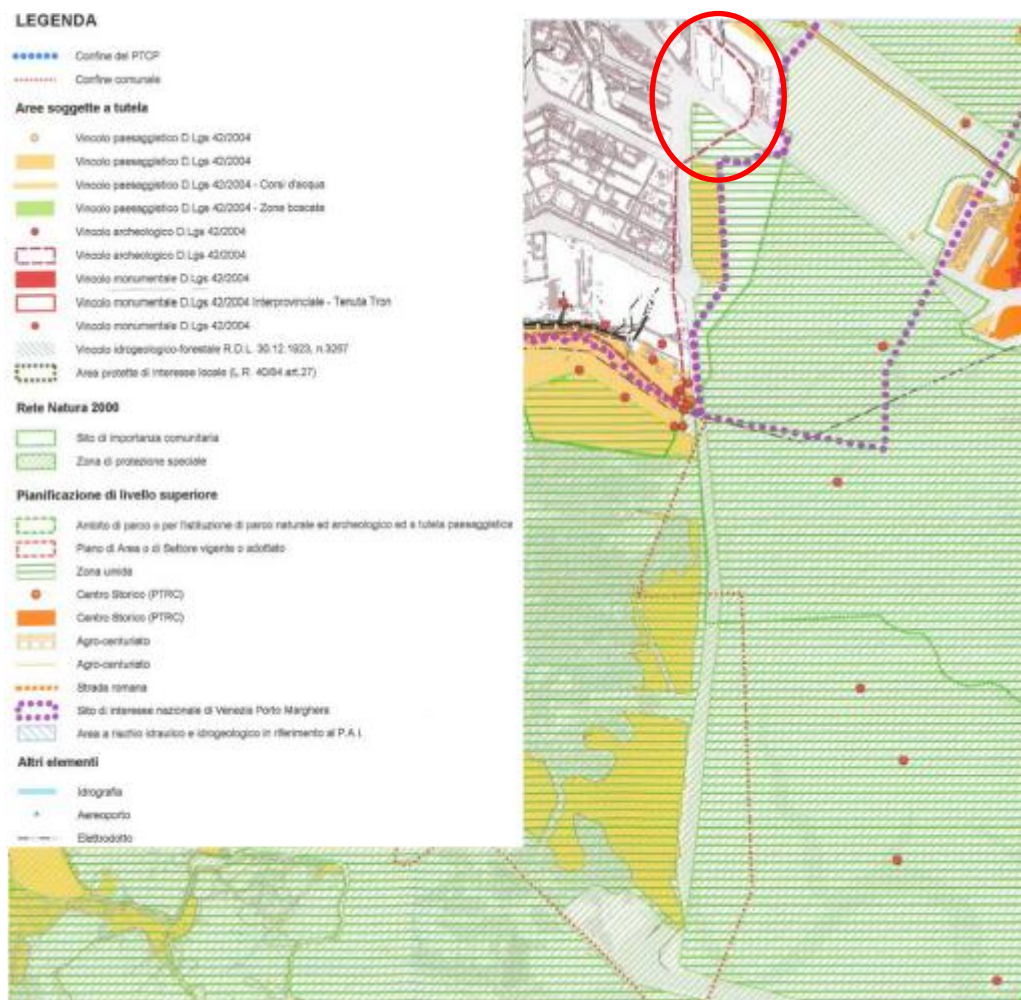 LEGENDA
Confine del PTCP
Confine comunale
Aree soggette a tutela
Vincolo paesaggistico D.Lgs 42/2004
Vincolo paesaggistico D.Lgs 42/2004
Vincolo paesaggistico D.Lgs 42/2004 - Corsi d'acqua
Vincolo paesaggistico D.Lgs 42/2004 - Zone boscate
Vincolo archeologico D.Lgs 42/2004
Vincolo archeologico D.Lgs 42/2004
Vincolo monumentale D.Lgs 42/2004
Vincolo monumentale D.Lgs 42/2004 Interprovinciale - Tenuta Tron
Vincolo monumentale D.Lgs 42/2004
Vincolo idrogeologico-forestale R.D.L. 30.12.1923, n.3267
Area protette di interesse locale (L.R. 40/84 art.27)
Rete Natura 2000
Sito di importanza comunitaria
Zona di protezione speciale
Pianificazione di livello superiore
Ambito di parco o per l'istituzione di parco naturale ed archeologico ed a tutela paesaggistica
Piano di Area o di Settore vigente o adottato
Zona umida
Centro Storico (PTRC)
Centro Storico (PTRC)
Agro-centuriato
Agro-centuriato
Strada romana
Sito di interesse nazionale di Venezia Porto Marghera
Area a rischio idraulico e idrogeologico in riferimento al P.A.I.
Altri elementi
Idrografia
Aereoporto
Elettrodotto